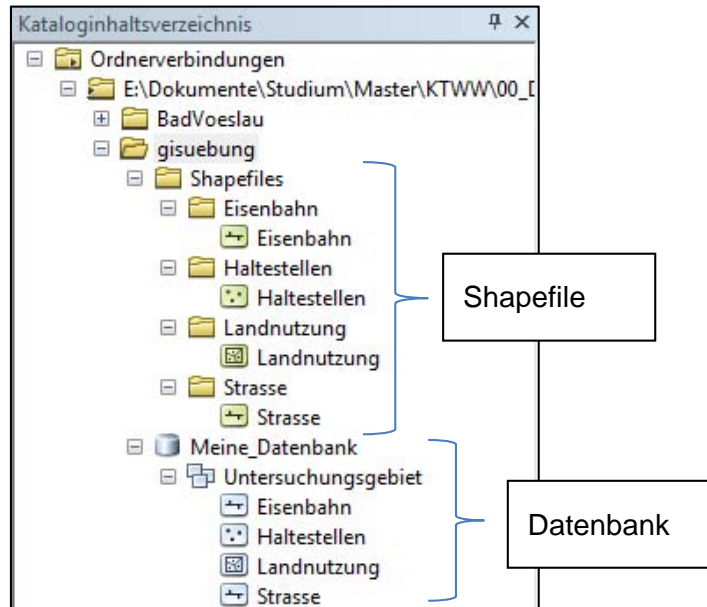 Kataloginhaltsverzeichnis
Ordnerverbindungen
E:\Dokumente\Studium\Master\KTWW\00_D
BadVoeslau
gisuebung
Shapefiles
Eisenbahn
Eisenbahn
Haltestellen
Haltestellen
Landnutzung
Landnutzung
Strasse
Strasse
Meine_Datenbank
Untersuchungsgebiet
Eisenbahn
Haltestellen
Landnutzung
Strasse
Shapefile
Datenbank